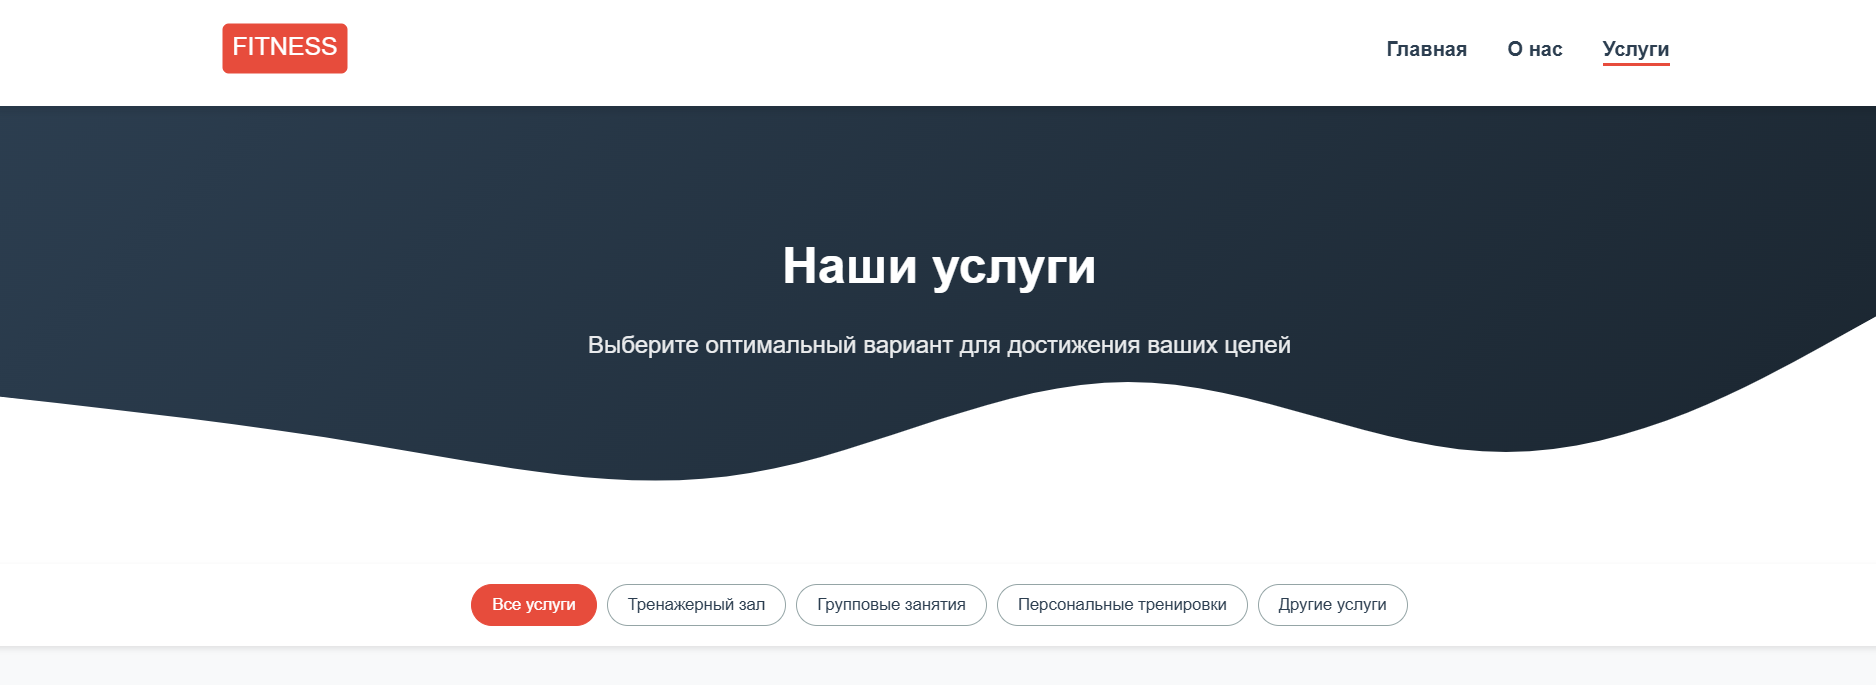 FITNESS
Главная О нас Услуги
Наши услуги
Выберите оптимальный вариант для достижения ваших целей
Все услуги Тренажерный зал Групповые занятия Персональные тренировки Другие услуги